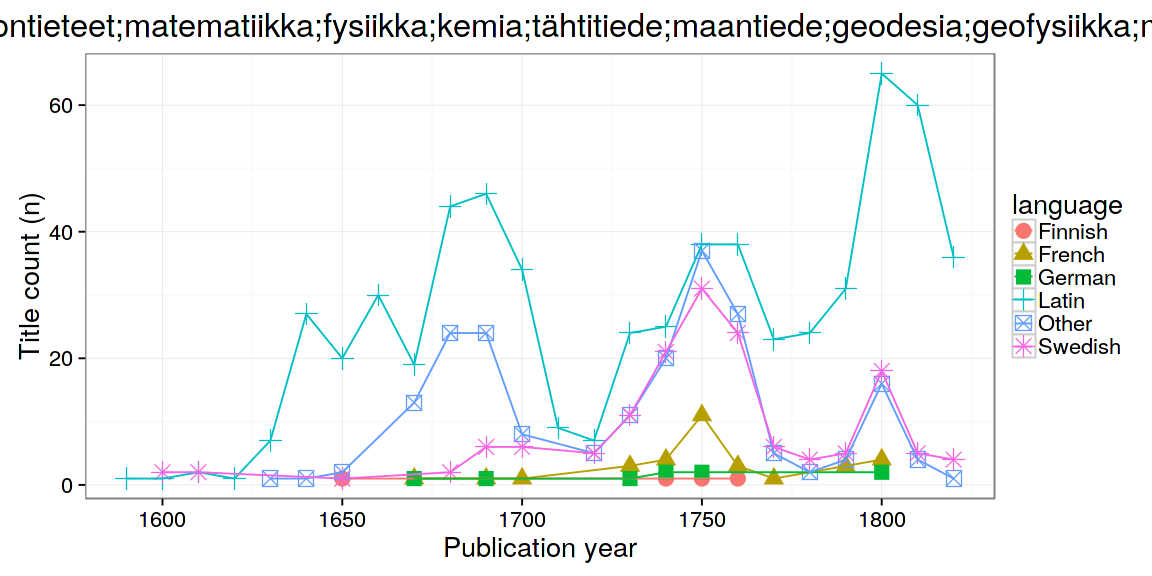 ontieteet;matematiikka;fysiikka;kemia;tähtitiede;maantiede;geodesia;geofysiikka;
Title count (n)
60
40
20
0
1600 1650 1700 1750 1800
Publication year
language
Finnish
French
German
Latin
Other
Swedish